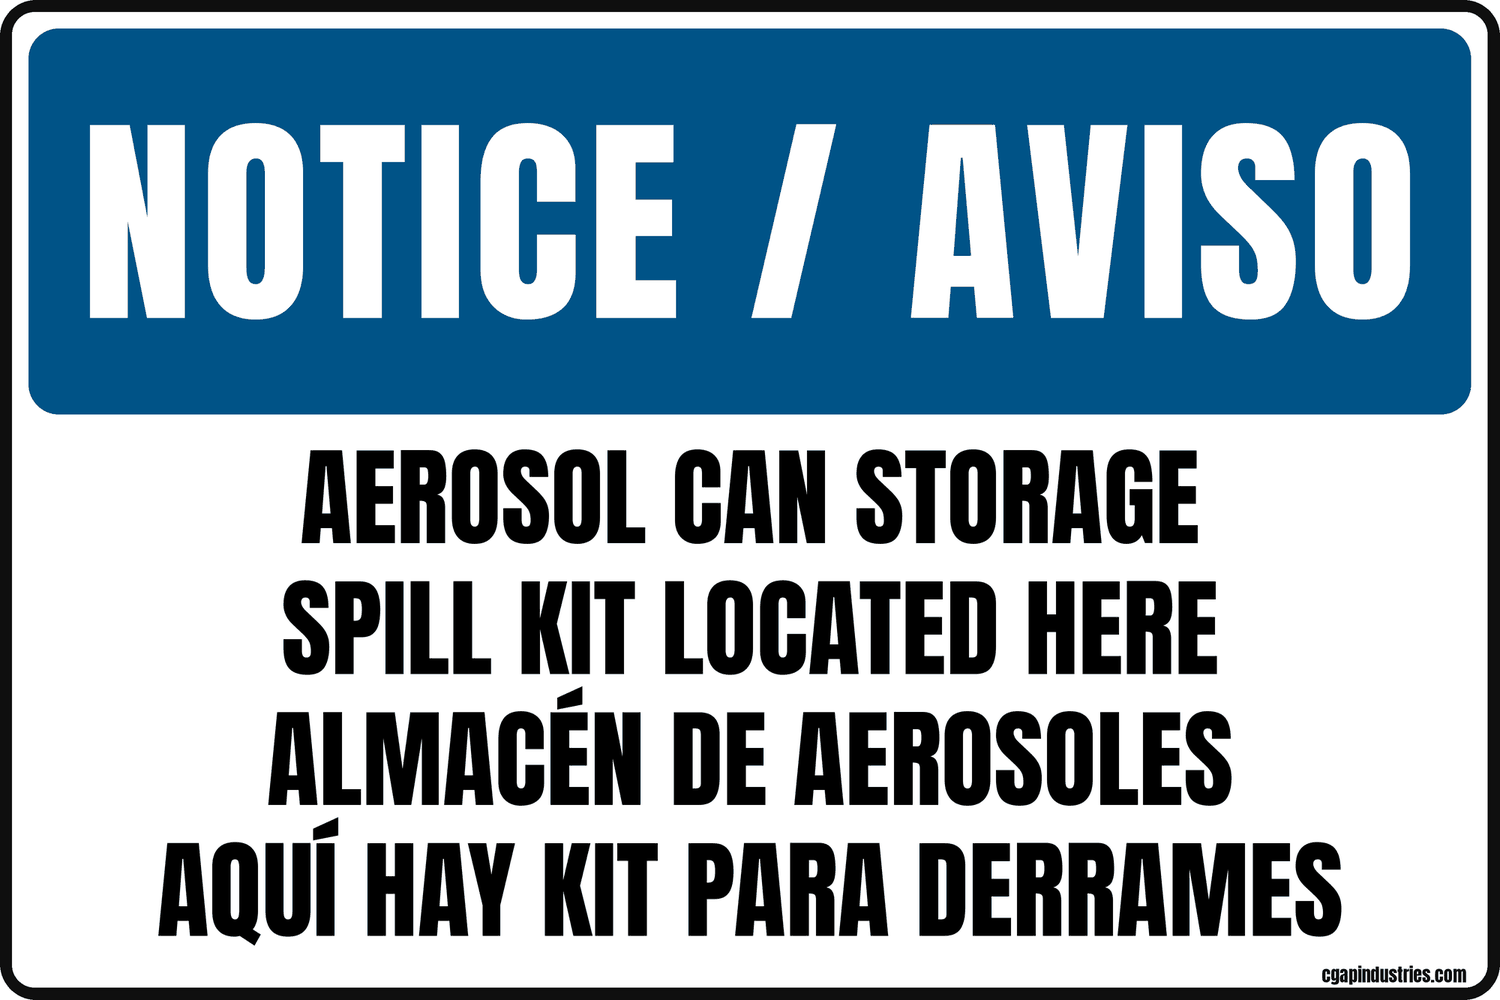 NOTICE / AVISO
AEROSOL CAN STORAGE
SPILL KIT LOCATED HERE
ALMACÉN DE AEROSOLES
AQUÍ HAY KIT PARA DERRAMES
cgapindustries.com